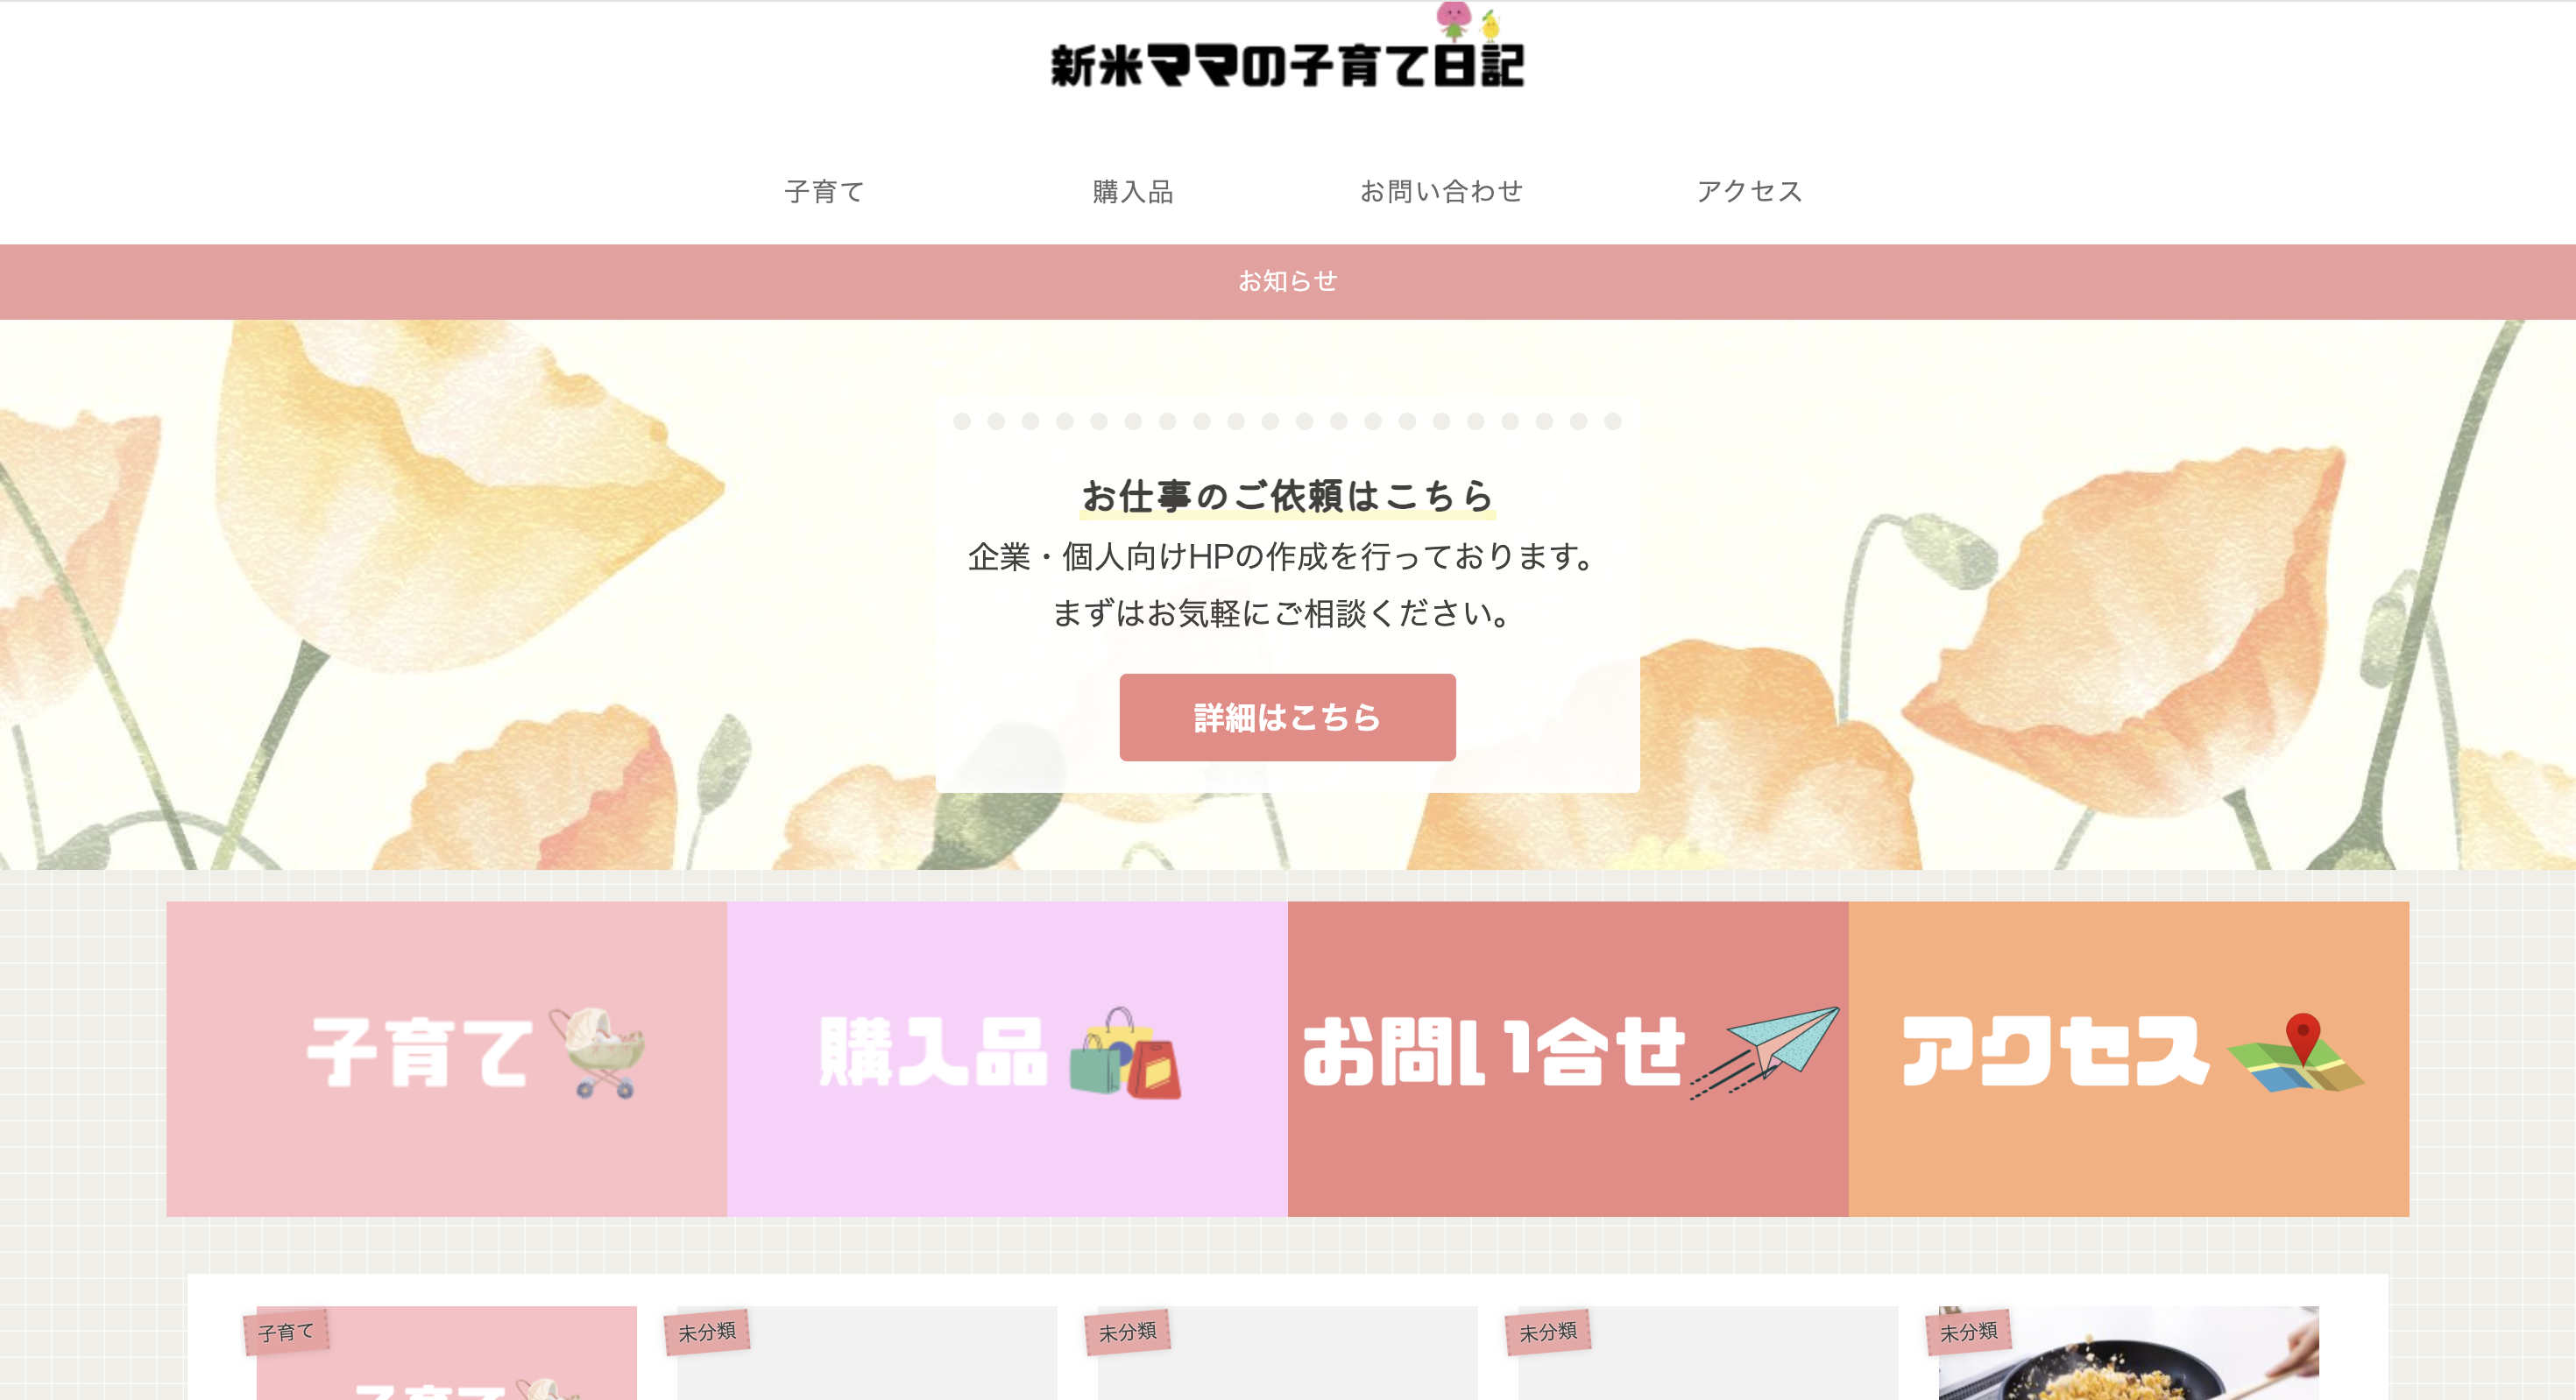 新米ママの子育て日記
子育て 購入品 お問い合わせ アクセス
お知らせ
お仕事のご依頼はこちら
企業・個人向けHPの作成を行っております。
まずはお気軽にご相談ください。
詳細はこちら
子育て 購入品 お問い合せ アクセス
子育て 未分類 未分類 未分類 未分類
子育て